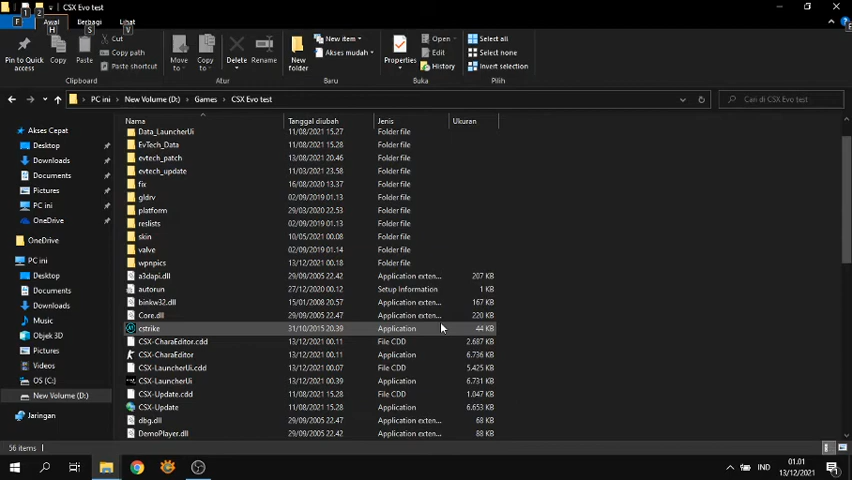 1
2
CSX Evo test
F
Awal
Berbagi
Lihat
H
S
V
E
Pin to Quick access
Copy
Paste
Cut
Copy path
Paste shortcut
Move to
Copy to
Delete
Rename
New folder
New item
Akses mudah
Properties
Open
Edit
History
Select all
Select none
Invert selection
Atur
Baru
Buka
Pilih
PC ini
New Volume (D:)
Games
CSX Evo test
Cari di CSX Evo test
Nama
Tanggal diubah
Jenis
Ukuran
Akses Cepat
Desktop
Downloads
Documents
Pictures
PC ini
OneDrive
OneDrive
PC ini
Desktop
Documents
Downloads
Music
Objek 3D
Pictures
Videos
OS (C:)
New Volume (D:)
Jaringan
Data_LauncherUi 11/08/2021 15.27 Folder file
EvTech_Data 11/08/2021 15.28 Folder file
evtech_patch 13/08/2021 20.46 Folder file
evtech_update 11/03/2021 23.58 Folder file
fix 16/08/2020 13.37 Folder file
gldrv 02/09/2019 01.13 Folder file
platform 29/03/2020 22.53 Folder file
reslists 02/09/2019 01.13 Folder file
skin 10/05/2021 00.08 Folder file
valve 02/09/2019 01.14 Folder file
wpnpics 13/12/2021 00.18 Folder file
a3dapi.dll 29/09/2005 22.42 Application exten... 207 KB
autorun 27/12/2020 00.12 Setup Information 1 KB
binkw32.dll 15/01/2008 20.57 Application exten... 167 KB
Core.dll 29/09/2005 22.47 Application exten... 220 KB
cstrike 31/10/2015 20.39 Application 44 KB
CSX-CharaEditor.cdd 13/12/2021 00.11 File CDD 2.687 KB
CSX-CharaEditor 13/12/2021 00.11 Application 6.736 KB
CSX-LauncherUi.cdd 13/12/2021 00.07 File CDD 5.425 KB
CSX-LauncherUi 13/12/2021 00.39 Application 6.731 KB
CSX-Update.cdd 11/08/2021 15.28 File CDD 1.047 KB
CSX-Update 11/08/2021 15.28 Application 6.653 KB
dbg.dll 29/09/2005 22.47 Application exten... 68 KB
DemoPlayer.dll 29/09/2005 22.47 Application exten... 88 KB
56 items
IND
01.01
13/12/2021